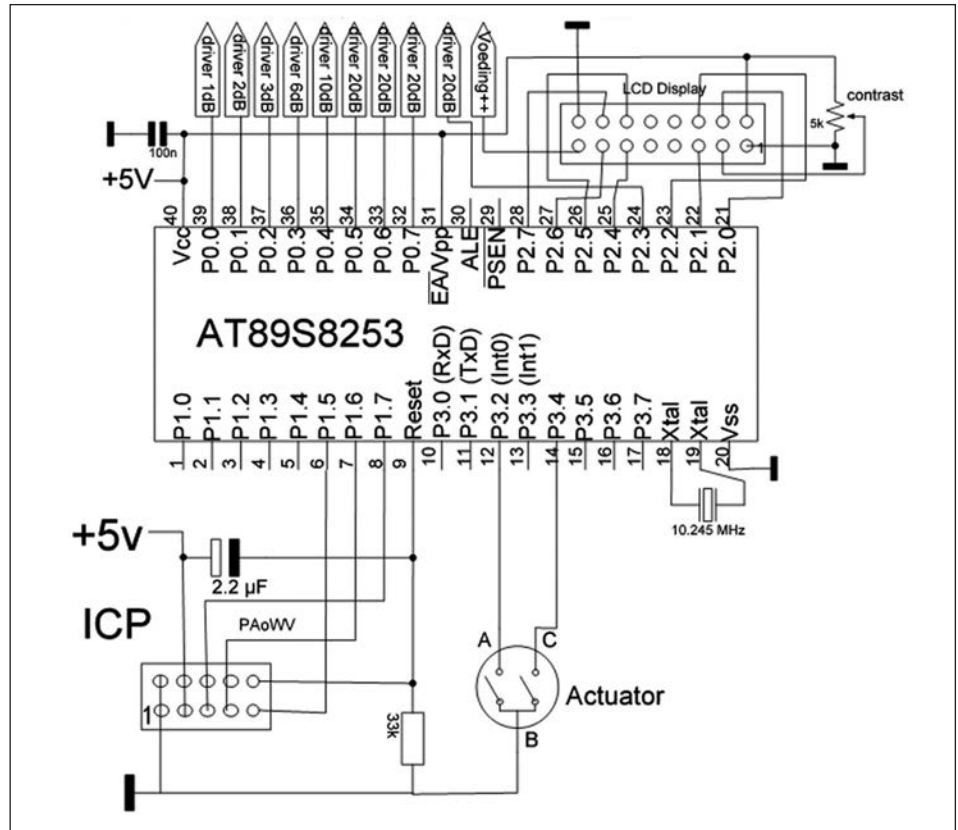 driver 1dB
driver 2dB
driver 3dB
driver 6dB
driver 10dB
driver 20dB
driver 20dB
driver 20dB
driver 20dB
Voeding++
LCD Display
contrast
5k
1
100n
+5V
40
39
38
37
36
35
34
33
32
31
30
29
28
27
26
25
24
23
22
21
Vcc
P0.0
P0.1
P0.2
P0.3
P0.4
P0.5
P0.6
P0.7
EA/Vpp
ALE
PSEN
P2.7
P2.6
P2.5
P2.4
P2.3
P2.2
P2.1
P2.0
AT89S8253
P1.0
P1.1
P1.2
P1.3
P1.4
P1.5
P1.6
P1.7
Reset
P3.0 (RxD)
P3.1 (TxD)
P3.2 (Int0)
P3.3 (Int1)
P3.4
P3.5
P3.6
P3.7
Xtal
Xtal
Vss
1
2
3
4
5
6
7
8
9
10
11
12
13
14
15
16
17
18
19
20
10.245 MHz
+5v
2.2 µF
ICP
PAoWV
1
33k
A
C
B
Actuator